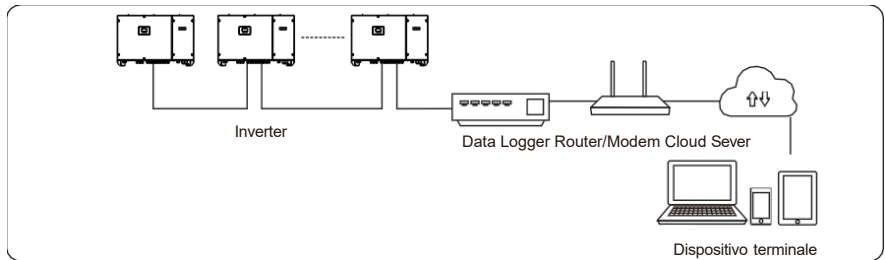 Inverter
Data Logger Router/Modem Cloud Sever
Dispositivo terminale